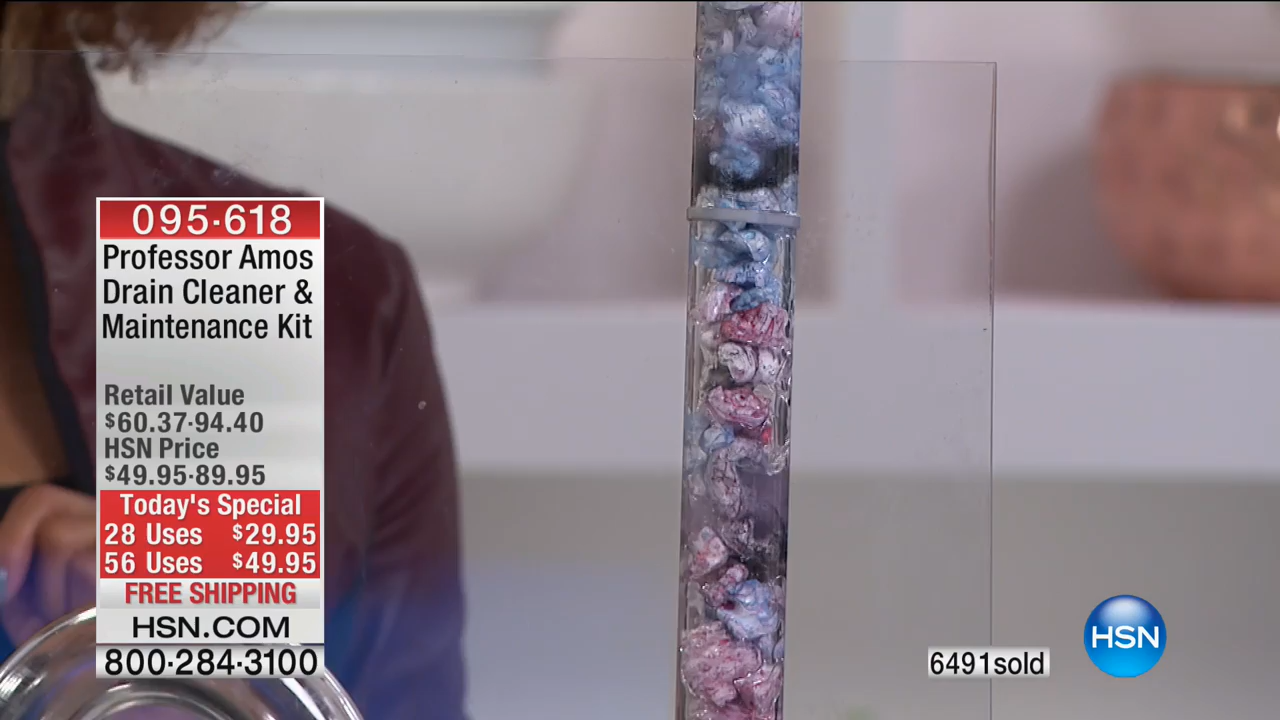 095·618
Professor Amos
Drain Cleaner &
Maintenance Kit
Retail Value
$60.37-94.40
HSN Price
$49.95-89.95
Today's Special
28 Uses $29.95
56 Uses $49.95
FREE SHIPPING
HSN.COM
800·284·3100
6491sold
HSN